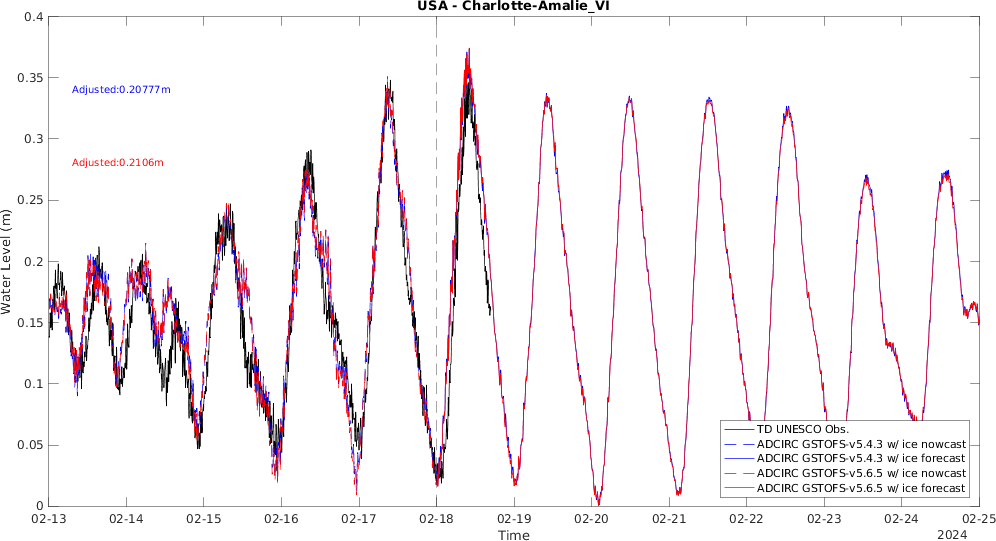 USA - Charlotte-Amalie_VI
0.4
0.35
0.3
0.25
0.2
0.15
0.1
0.05
0
Water Level (m)
Adjusted:0.20777m
Adjusted:0.2106m
TD UNESCO Obs.
ADCIRC GSTOFS-v5.4.3 w/ ice nowcast
ADCIRC GSTOFS-v5.4.3 w/ ice forecast
ADCIRC GSTOFS-v5.6.5 w/ ice nowcast
ADCIRC GSTOFS-v5.6.5 w/ ice forecast
02-13 02-14 02-15 02-16 02-17 02-18 02-19 02-20 02-21 02-22 02-23 02-24 02-25
Time
2024